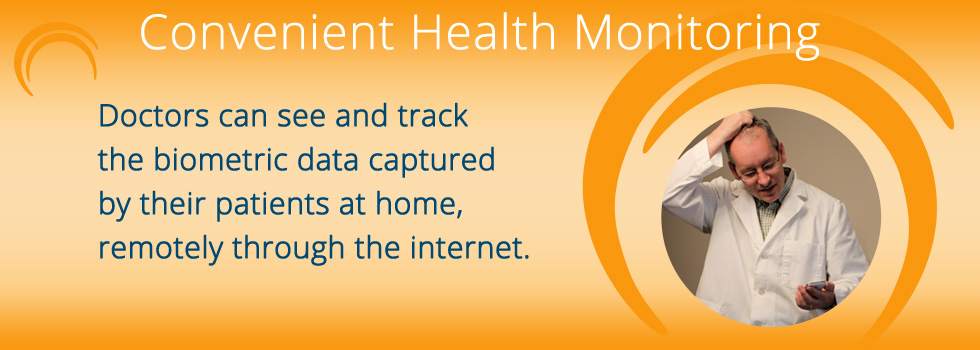 Convenient Health Monitoring
Doctors can see and track
the biometric data captured
by their patients at home,
remotely through the internet.